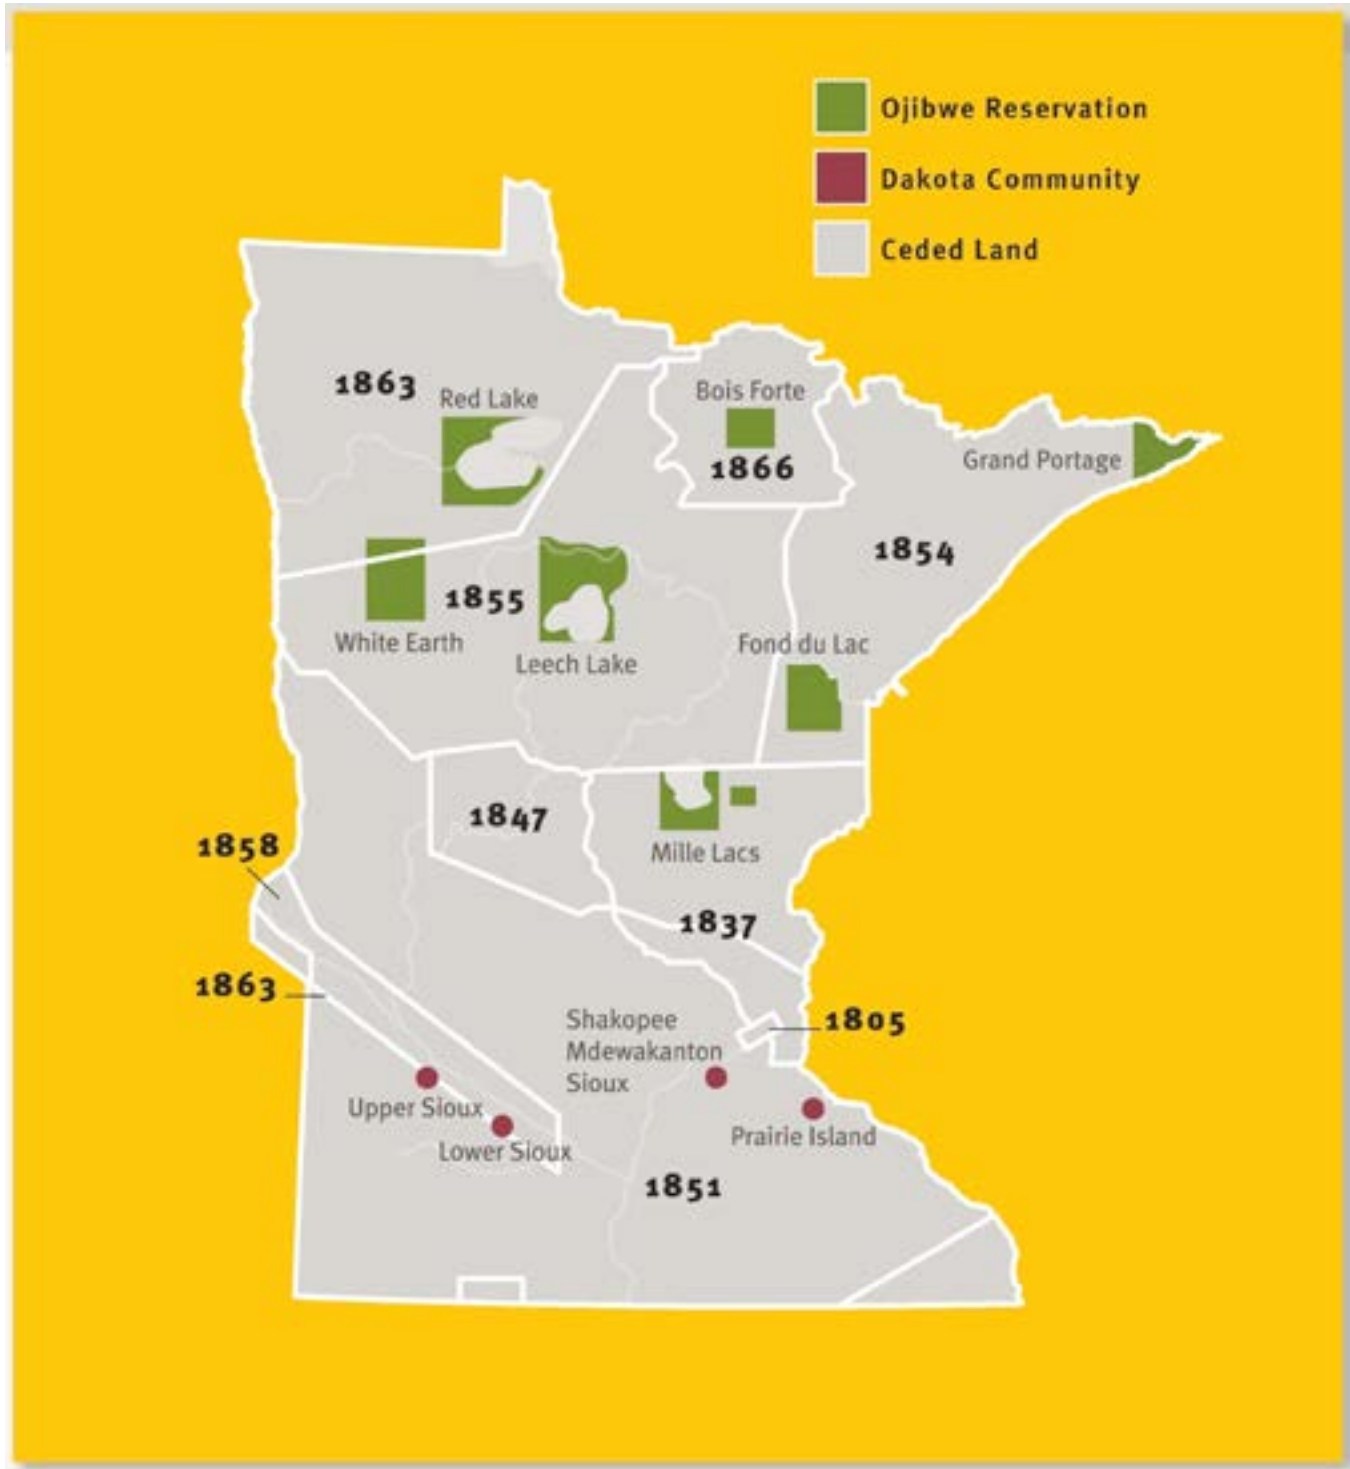 Ojibwe Reservation
Dakota Community
Ceded Land
1863
Red Lake
Bois Forte
1866
Grand Portage
1854
1855
White Earth
Leech Lake
Fond du Lac
1847
1858
Mille Lacs
1837
1863
1805
Shakopee
Mdewakanton
Sioux
Upper Sioux
Lower Sioux
Prairie Island
1851